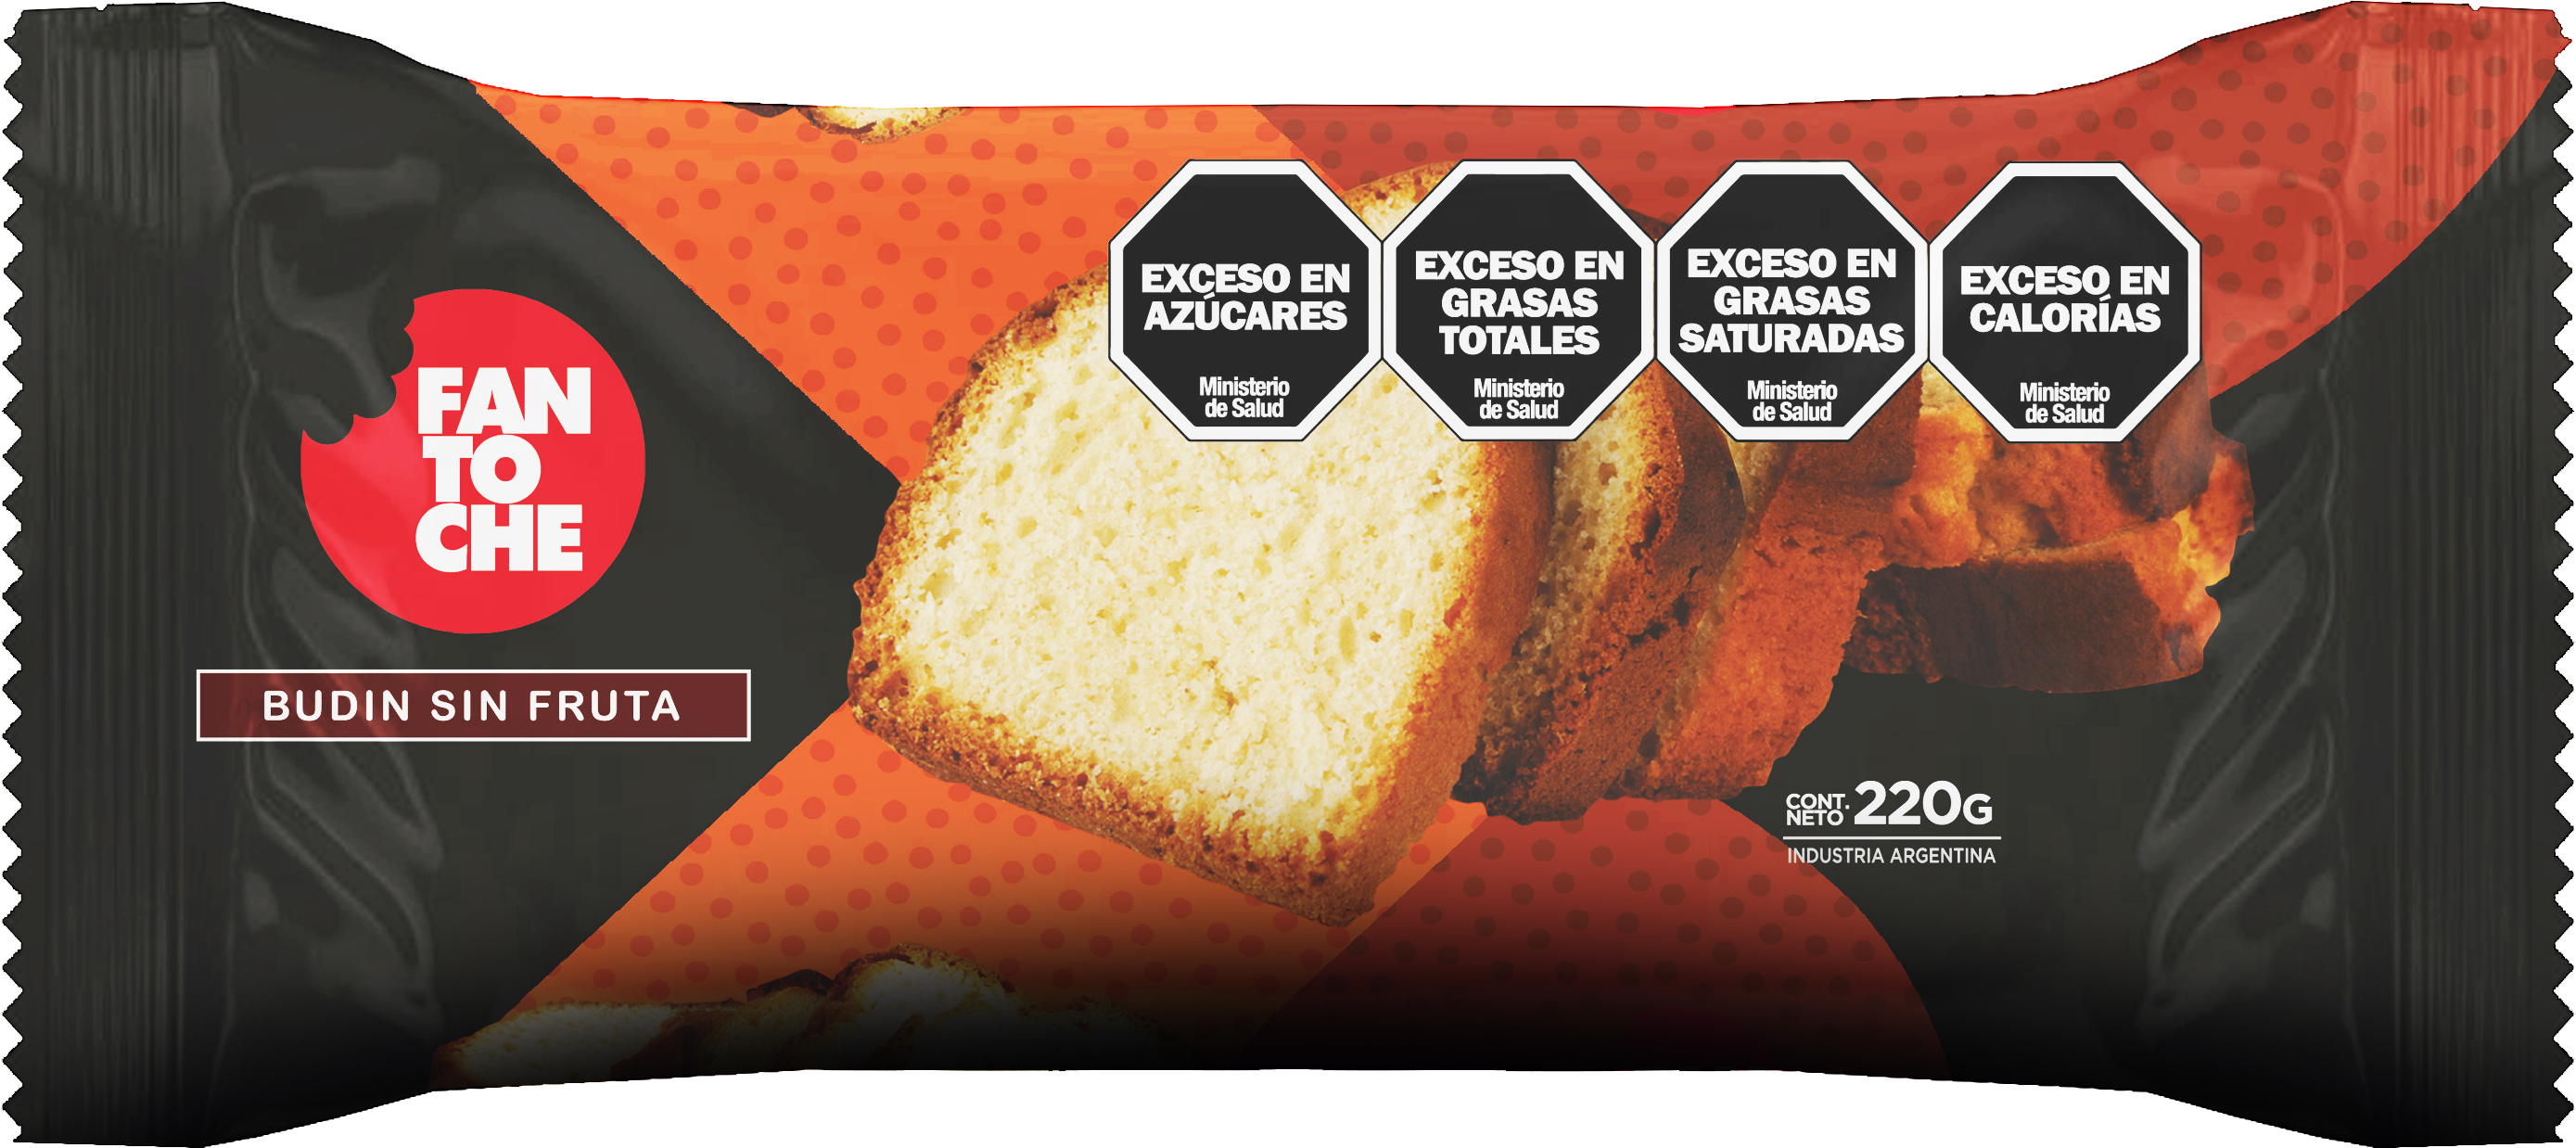 FAN
TO
CHE
BUDIN SIN FRUTA
EXCESO EN
AZÚCARES
Ministerio
de Salud
EXCESO EN
GRASAS
TOTALES
Ministerio
de Salud
EXCESO EN
GRASAS
SATURADAS
Ministerio
de Salud
EXCESO EN
CALORÍAS
Ministerio
de Salud
CONT.
NETO 220G
INDUSTRIA ARGENTINA